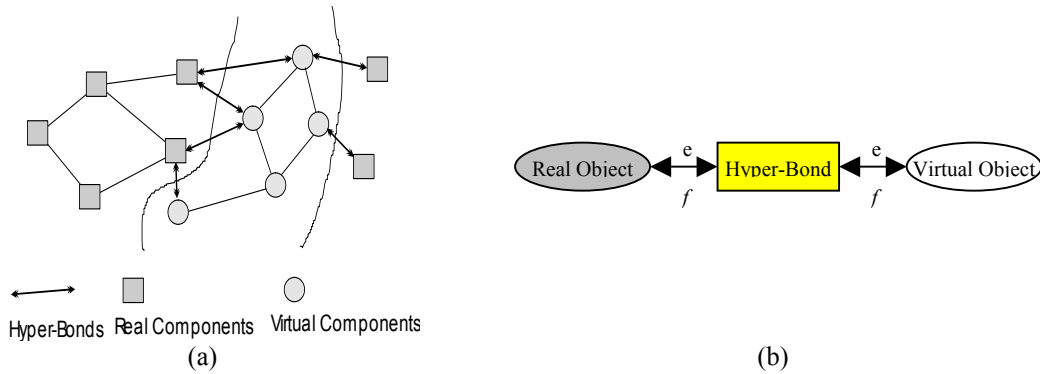 e e
Real Object Hyper-Bond Virtual Object
f f
Hyper-Bonds Real Components Virtual Components
(a) (b)